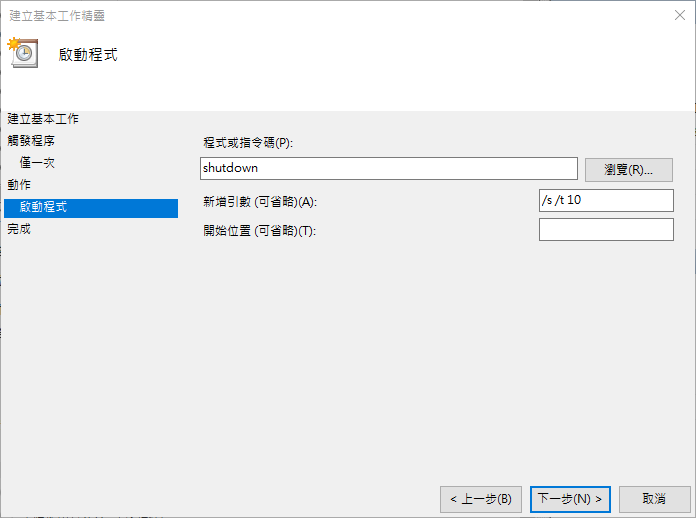 建立基本工作精靈
啟動程式
建立基本工作
觸發程序
僅一次
動作
啟動程式
完成
程式或指令碼(P):
shutdown
瀏覽(R)...
新增引數 (可省略)(A):
/s /t 10
開始位置 (可省略)(T):
< 上一步(B)
下一步(N) >
取消